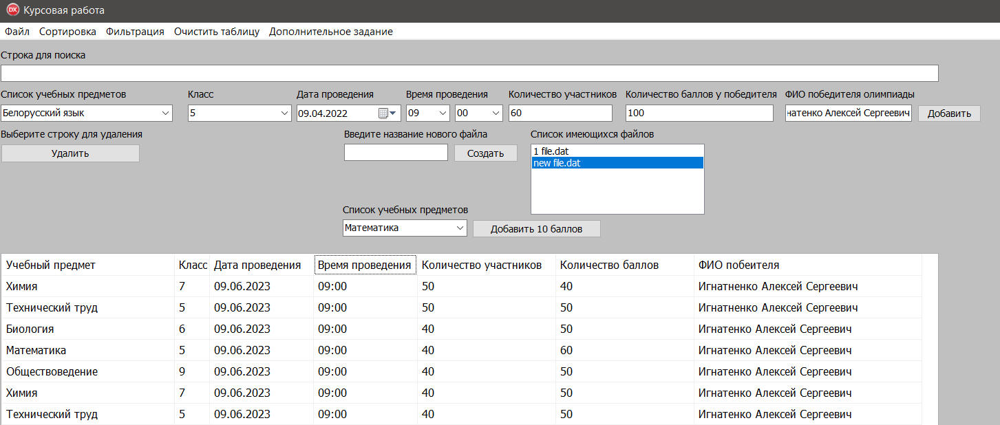 DX Курсовая работа
Файл Сортировка Фильтрация Очистить таблицу Дополнительное задание
Строка для поиска
Список учебных предметов Класс Дата проведения Время проведения Количество участников Количество баллов у победителя ФИО победителя олимпиады
Белорусский язык 5 09.04.2022 09 00 60 100 натенко Алексей Сергеевич Добавить
Выберите строку для удаления Введите название нового файла Список имеющихся файлов
Удалить Создать 1 file.dat
new file.dat
Список учебных предметов
Математика Добавить 10 баллов
Учебный предмет Класс Дата проведения Время проведения Количество участников Количество баллов ФИО побеителя
Химия 7 09.06.2023 09:00 50 40 Игнатненко Алексей Сергеевич
Технический труд 5 09.06.2023 09:00 50 50 Игнатненко Алексей Сергеевич
Биология 6 09.06.2023 09:00 40 50 Игнатенко Алексей Сергеевич
Математика 5 09.06.2023 09:00 40 60 Игнатенко Алексей Сергеевич
Обществоведение 9 09.06.2023 09:00 40 50 Игнатенко Алексей Сергеевич
Химия 7 09.06.2023 09:00 40 50 Игнатенко Алексей Сергеевич
Технический труд 5 09.06.2023 09:00 40 50 Игнатенко Алексей Сергеевич